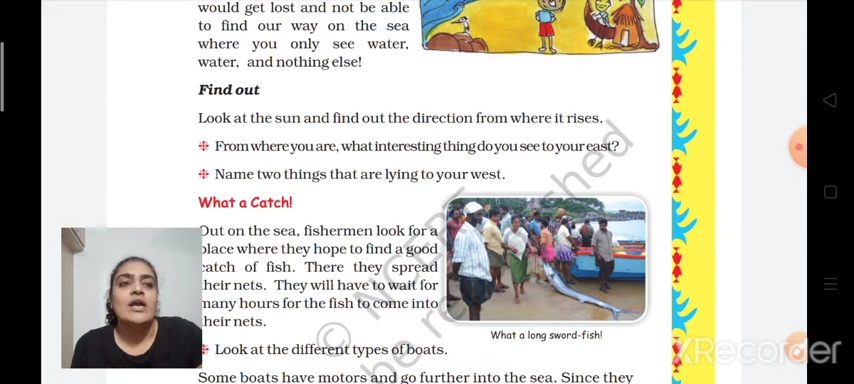 would get lost and not be able
to find our way on the sea
where you only see water,
water, and nothing else!
Find out
Look at the sun and find out the direction from where it rises.
❉ From where you are, what interesting thing do you see to your east?
❉ Name two things that are lying to your west.
What a Catch!
Out on the sea, fishermen look for a
place where they hope to find a good
catch of fish. There they spread
their nets. They will have to wait for
many hours for the fish to come into
their nets.
What a long sword-fish!
❉ Look at the different types of boats.
Some boats have motors and go further into the sea. Since they
© NCERT
be republished
XRecorder